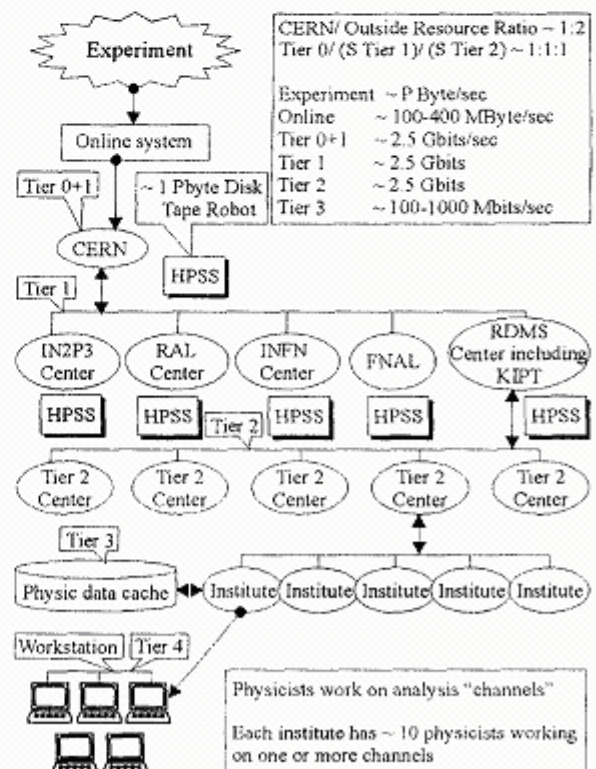 Experiment
CERN/ Outside Resource Ratio ~ 1:2
Tier 0/ (S Tier 1)/ (S Tier 2) ~ 1:1:1
Experiment ~ P Byte/sec
Online ~ 100-400 MByte/sec
Tier 0+1 ~ 2.5 Gbits/sec
Tier 1 ~ 2.5 Gbits
Tier 2 ~ 2.5 Gbits
Tier 3 ~ 100-1000 Mbits/sec
Online system
Tier 0+1
~ 1 Pbyte Disk
Tape Robot
CERN
HPSS
Tier 1
IN2P3
Center
RAL
Center
INFN
Center
FNAL
RDMS
Center including
KIPT
HPSS
HPSS
HPSS
HPSS
HPSS
Tier 2
Tier 2
Center
Tier 2
Center
Tier 2
Center
Tier 2
Center
Tier 2
Center
Tier 3
Physic data cache
Institute
Institute
Institute
Institute
Institute
Workstation
Tier 4
Physicists work on analysis “channels”
Each institute has ~ 10 physicists working
on one or more channels